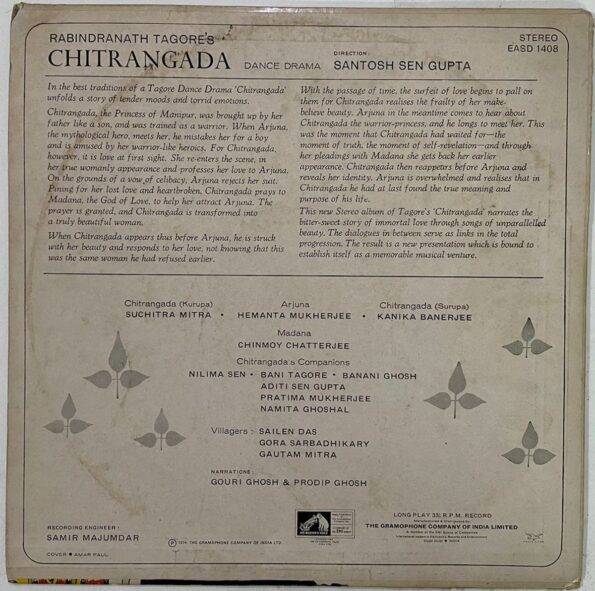 RABINDRANATH TAGORE'S
CHITRANGADA DANCE DRAMA
DIRECTION:
SANTOSH SEN GUPTA
STEREO
EASD 1408
In the best traditions of a Tagore Dance Drama 'Chitrangada'
unfolds a story of tender moods and torrid emotions.
Chitrangada, the Princess of Manipur, was brought up by her
father like a son, and was trained as a warrior. When Arjuna,
the mythological hero, meets her, he mistakes her for a boy
and is amused by her warrior-like heroics. For Chitrangada,
however, it is love at first sight. She re-enters the scene, in
her true womanly appearance and professes her love to Arjuna.
On the grounds of a vow of celibacy, Arjuna rejects her suit.
Pining for her lost love and heartbroken, Chitrangada prays to
Madana, the God of Love, to help her attract Arjuna. The
prayer is granted, and Chitrangada is transformed into
a truly beautiful woman.
When Chitrangada appears thus before Arjuna, he is struck
with her beauty and responds to her love, not knowing that this
was the same woman he had refused earlier.
With the passage of time, the surfeit of love begins to pall on
them for Chitrangada realises the frailty of her make-
believe beauty. Arjuna in the meantime comes to hear about
Chitrangada the warrior-princess, and he longs to meet her. This
was the moment that Chitrangada had waited for—the
moment of truth, the moment of self-revelation—and through
her pleadings with Madana she gets back her earlier
appearance. Chitrangada then reappears before Arjuna and
reveals her identity. Arjuna is overwhelmed and realises that in
Chitrangada he had at last found the true meaning and
purpose of his life.
This new Stereo album of Tagore's 'Chitrangada' narrates the
bitter-sweet story of immortal love through songs of unparallelled
beauty. The dialogues in between serve as links in the total
progression. The result is a new presentation which is bound to
establish itself as a memorable musical venture.
Chitrangada (Kurupa) Arjuna Chitrangada (Surupa)
SUCHITRA MITRA • HEMANTA MUKHERJEE • KANIKA BANERJEE
Madana
CHINMOY CHATTERJEE
Chitrangada's Companions
NILIMA SEN • BANI TAGORE • BANANI GHOSH
ADITI SEN GUPTA
PRATIMA MUKHERJEE
NAMITA GHOSHAL
Villagers: SAILEN DAS
GORA SARBADHIKARY
GAUTAM MITRA
NARRATIONS:
GOURI GHOSH & PRODIP GHOSH
RECORDING ENGINEER:
SAMIR MAJUMDAR
COVER • AMAR PAUL
℗ 1974 THE GRAMOPHONE COMPANY OF INDIA LTD.
HIS MASTER'S VOICE
LONG PLAY 33⅓ R.P.M. RECORD
THE GRAMOPHONE COMPANY OF INDIA LIMITED